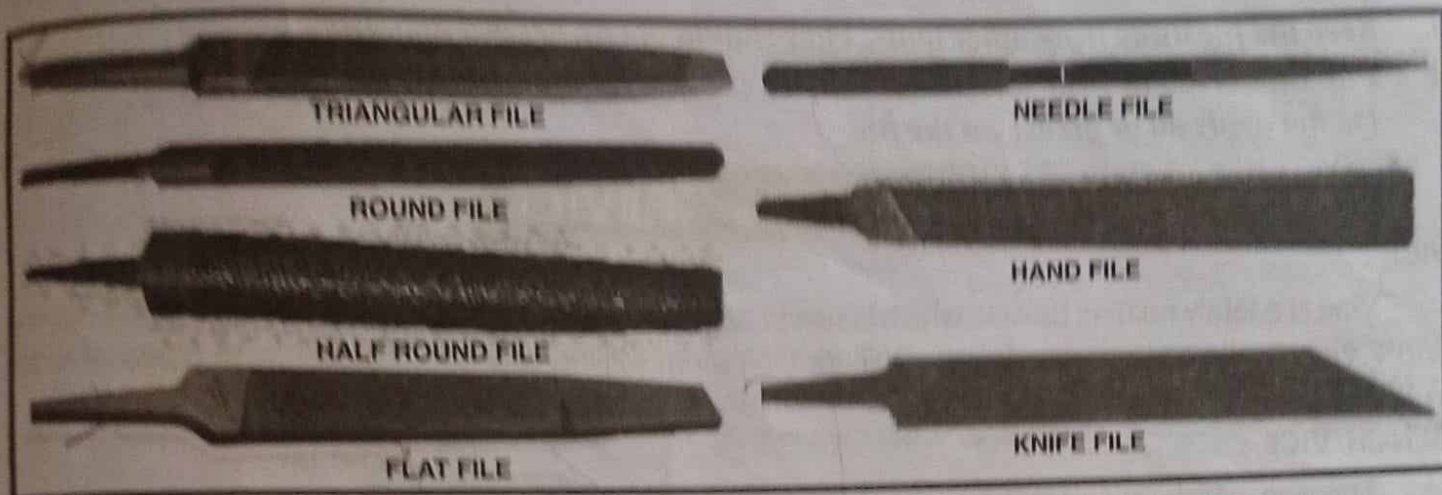 TRIANGULAR FILE
NEEDLE FILE
ROUND FILE
HAND FILE
HALF ROUND FILE
KNIFE FILE
FLAT FILE